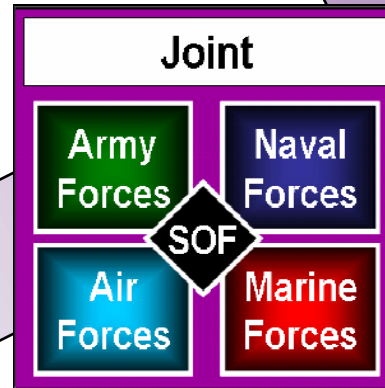 Joint
Army
Forces
Naval
Forces
SOF
Air
Forces
Marine
Forces